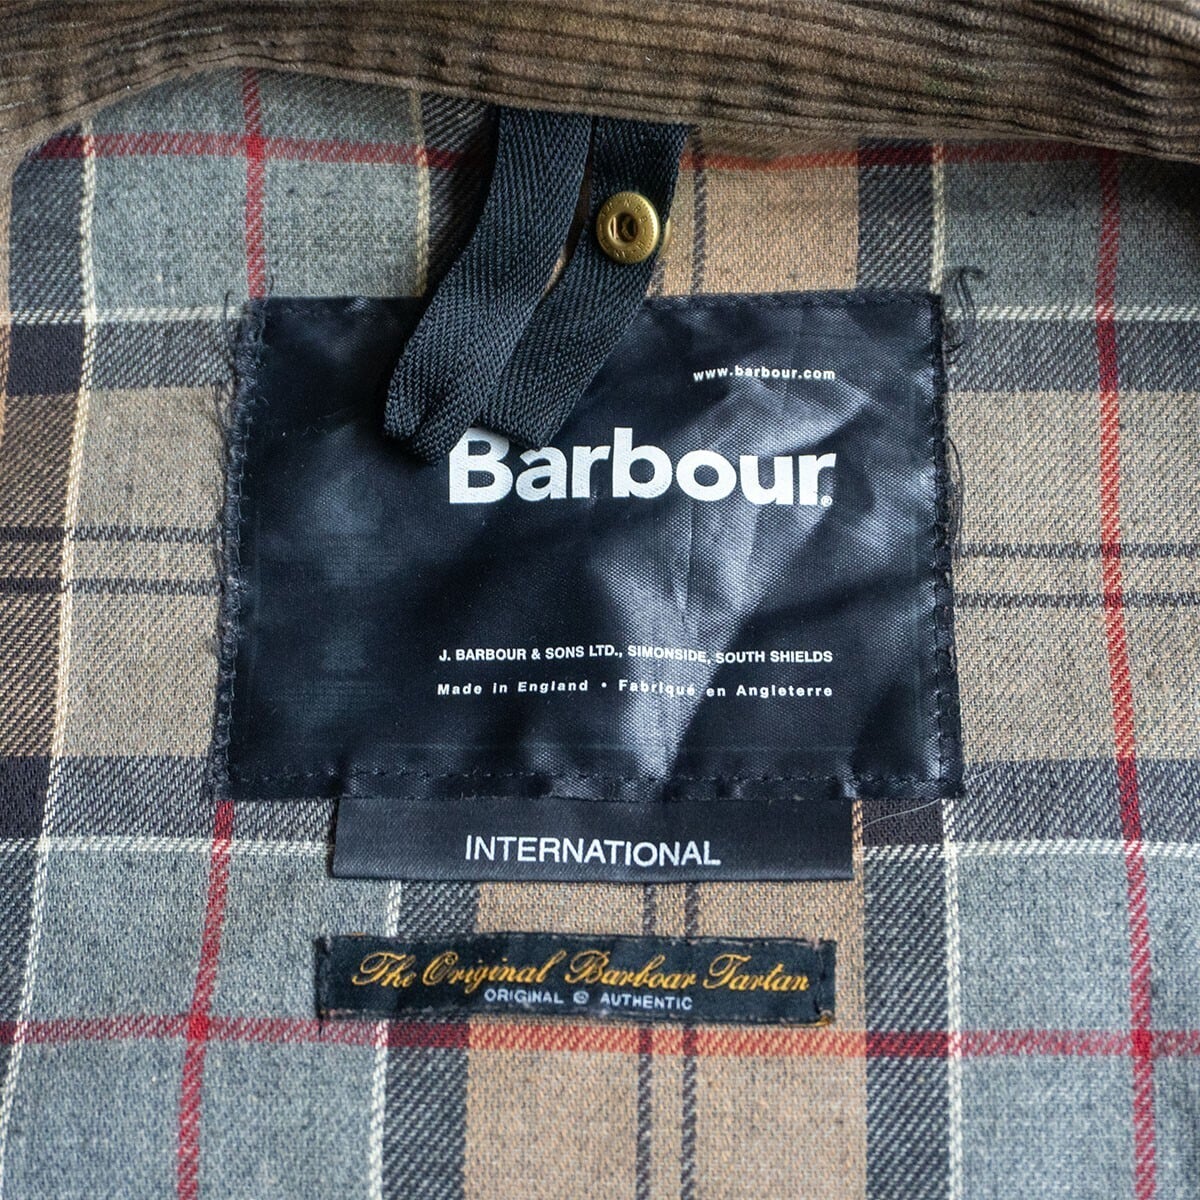 www.barbour.com
Barbour®
J. BARBOUR & SONS LTD., SIMONSIDE, SOUTH SHIELDS
Made in England • Fabriqué en Angleterre
INTERNATIONAL
The Original Barbour Tartan
ORIGINAL © AUTHENTIC